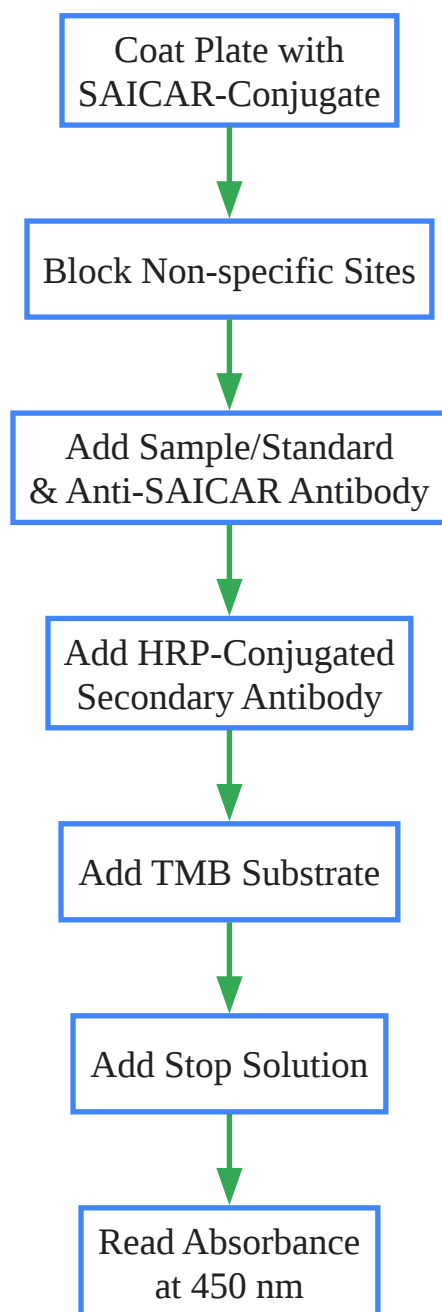 Coat Plate with
SAICAR-Conjugate
Block Non-specific Sites
Add Sample/Standard
& Anti-SAICAR Antibody
Add HRP-Conjugated
Secondary Antibody
Add TMB Substrate
Add Stop Solution
Read Absorbance
at 450 nm